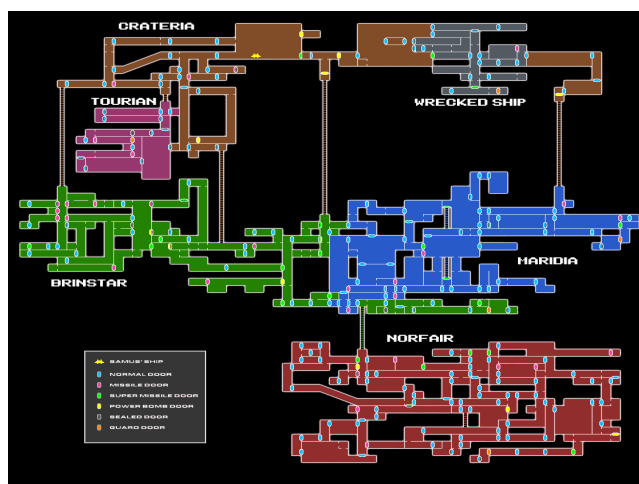 CRATERIA
TOURIAN
WRECKED SHIP
BRINSTAR
MARIDIA
NORFAIR
SAMUS' SHIP
NORMAL DOOR
MISSILE DOOR
SUPER MISSILE DOOR
POWER BOMB DOOR
SEALED DOOR
GUARD DOOR